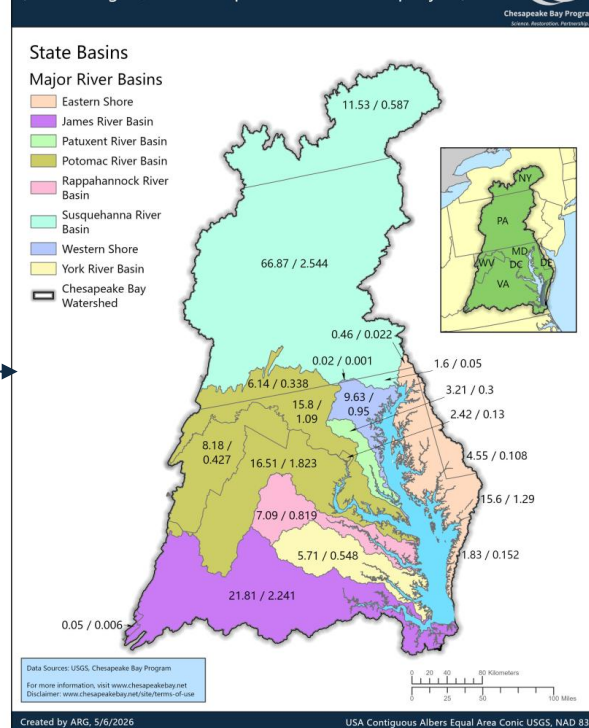 Chesapeake Bay Program
Science. Restoration. Partnership.
State Basins
Major River Basins
Eastern Shore
James River Basin
Patuxent River Basin
Potomac River Basin
Rappahannock River
Basin
Susquehanna River
Basin
Western Shore
York River Basin
Chesapeake Bay
Watershed
11.53 / 0.587
NY
PA
MD
WV
DC
DE
VA
66.87 / 2.544
0.46 / 0.022
0.02 / 0.001
1.6 / 0.05
6.14 / 0.338
3.21 / 0.3
9.63 /
0.95
15.8 /
1.09
2.42 / 0.13
8.18 /
0.427
4.55 / 0.108
16.51 / 1.823
15.6 / 1.29
7.09 / 0.819
1.83 / 0.152
5.71 / 0.548
21.81 / 2.241
0.05 / 0.006
Data Sources: USGS, Chesapeake Bay Program
For more information, visit www.chesapeakebay.net
Disclaimer: www.chesapeakebay.net/site/terms-of-use
0 20 40 80 Kilometers
0 25 50 100 Miles
Created by ARG, 5/6/2026
USA Contiguous Albers Equal Area Conic USGS, NAD 83